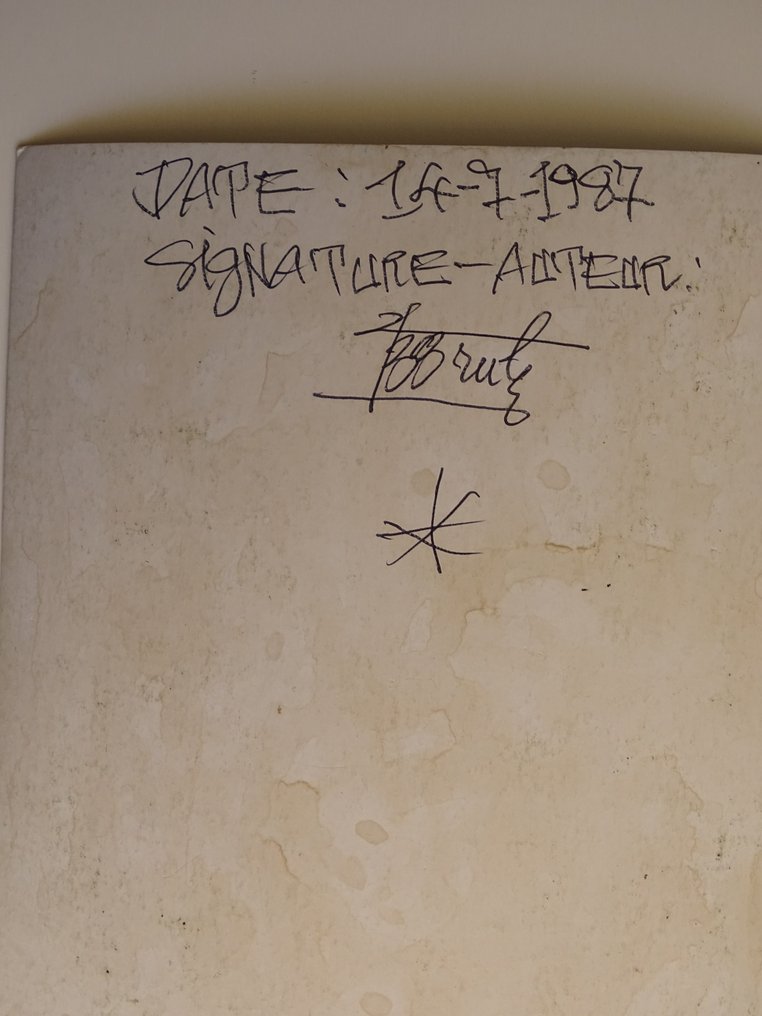 DATE : 14-7-1987
SIGNATURE-AUTEUR :